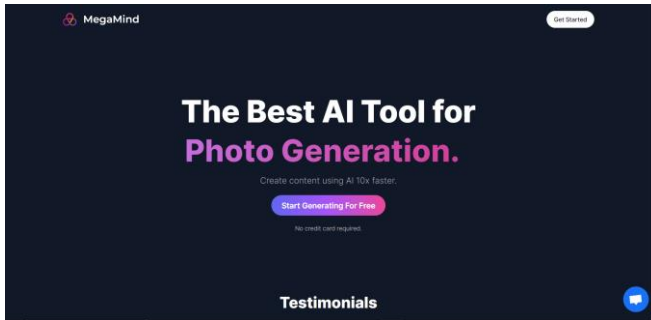 MegaMind
Get Started
The Best AI Tool for
Photo Generation.
Create content using AI 10x faster.
Start Generating For Free
No credit card required.
Testimonials